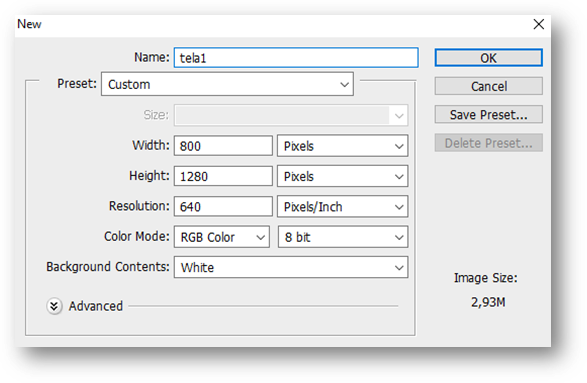 New
Name: tela1
OK
Preset: Custom
Cancel
Size:
Save Preset...
Width: 800 Pixels
Delete Preset...
Height: 1280 Pixels
Resolution: 640 Pixels/Inch
Color Mode: RGB Color 8 bit
Background Contents: White
Image Size:
2,93M
Advanced